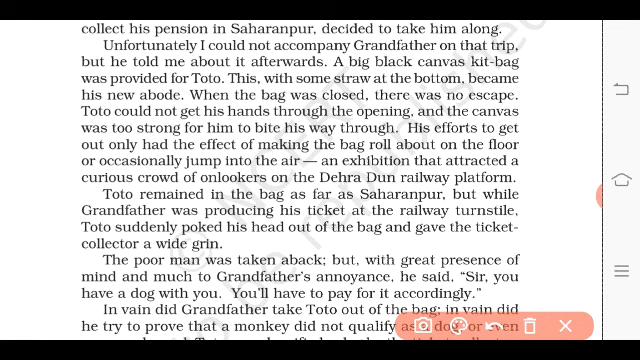 collect his pension in Saharanpur, decided to take him along.
Unfortunately I could not accompany Grandfather on that trip,
but he told me about it afterwards. A big black canvas kit-bag
was provided for Toto. This, with some straw at the bottom, became
his new abode. When the bag was closed, there was no escape.
Toto could not get his hands through the opening, and the canvas
was too strong for him to bite his way through. His efforts to get
out only had the effect of making the bag roll about on the floor
or occasionally jump into the air — an exhibition that attracted a
curious crowd of onlookers on the Dehra Dun railway platform.
Toto remained in the bag as far as Saharanpur, but while
Grandfather was producing his ticket at the railway turnstile,
Toto suddenly poked his head out of the bag and gave the ticket-
collector a wide grin.
The poor man was taken aback; but, with great presence of
mind and much to Grandfather's annoyance, he said. “Sir, you
have a dog with you. You'll have to pay for it accordingly.”
In vain did Grandfather take Toto out of the bag; in vain did
he try to prove that a monkey did not qualify as a dog, or even